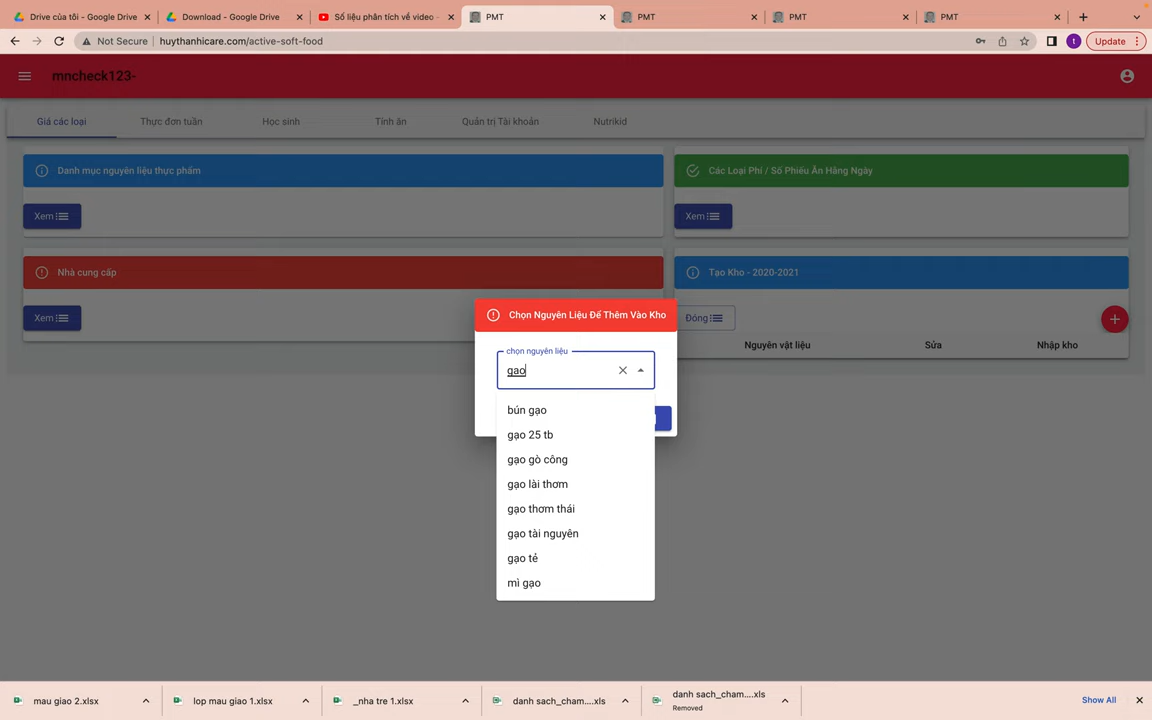 Drive của tôi - Google Drive
Download - Google Drive
Số liệu phân tích về video -
PMT
PMT
PMT
PMT
Not Secure
huythanhicare.com/active-soft-food
t
Update
mncheck123-
Giá các loại
Thực đơn tuần
Học sinh
Tính ăn
Quản trị Tài khoản
Nutrikid
Danh mục nguyên liệu thực phẩm
Các Loại Phí / Số Phiếu Ăn Hằng Ngày
Xem
Xem
Nhà cung cấp
Tạo Kho - 2020-2021
Xem
Đóng
Nguyên vật liệu
Sửa
Nhập kho
Chọn Nguyên Liệu Để Thêm Vào Kho
chọn nguyên liệu
gao
bún gạo
gạo 25 tb
gạo gò công
gạo lài thơm
gạo thơm thái
gạo tài nguyên
gạo tẻ
mì gạo
mau giao 2.xlsx
lop mau giao 1.xlsx
_nha tre 1.xlsx
danh sach_cham....xls
danh sach_cham....xls
Removed
Show All